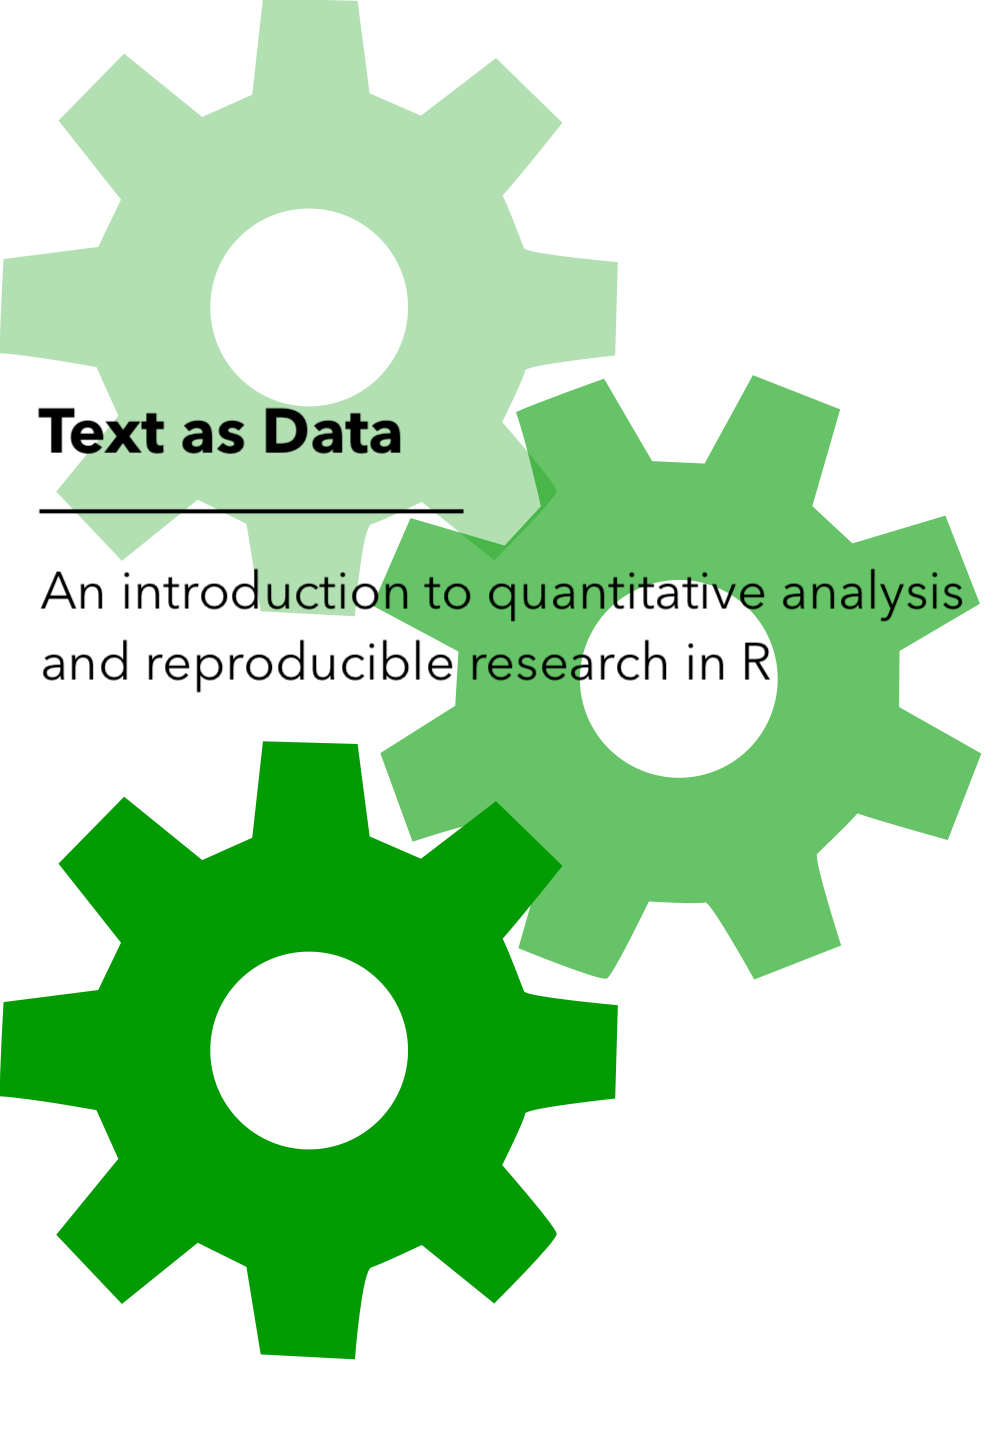 Text as Data
An introduction to quantitative analysis
and reproducible research in R